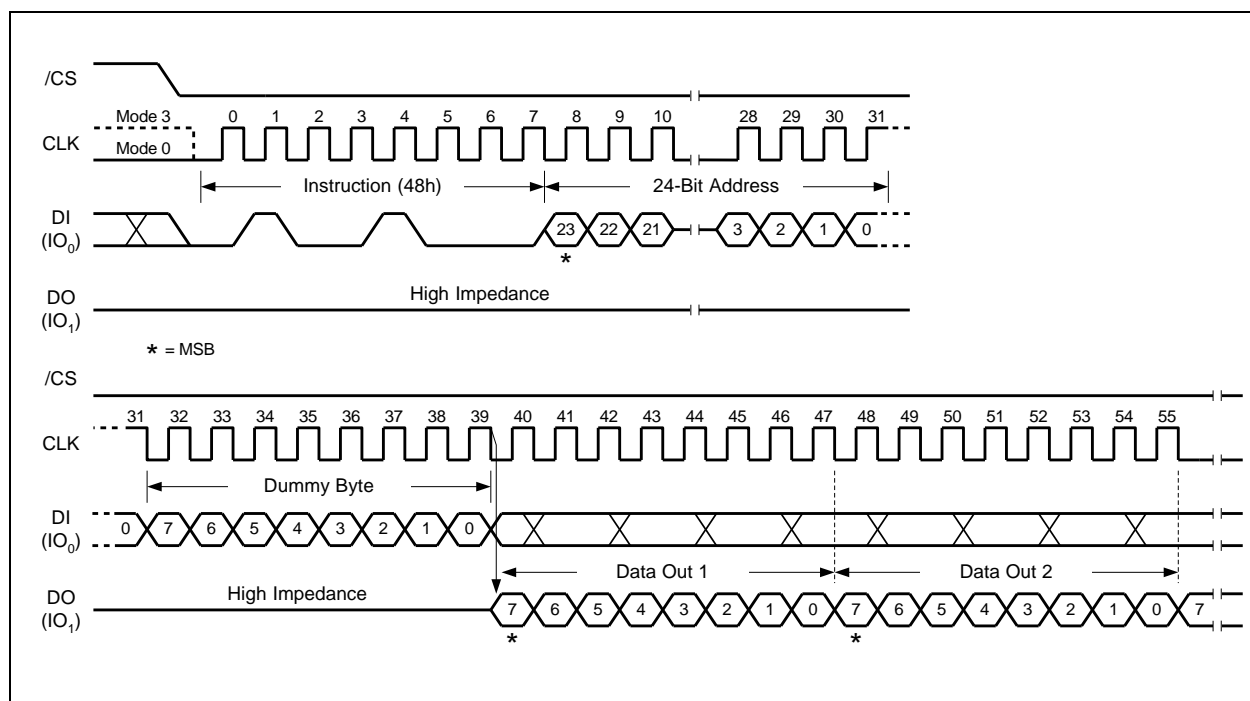 /CS
Mode 3 0 1 2 3 4 5 6 7 8 9 10 28 29 30 31
CLK
Mode 0
Instruction (48h) 24-Bit Address
DI
(IO0) 23 22 21 3 2 1 0
*
High Impedance
DO
(IO1)
* = MSB
/CS
31 32 33 34 35 36 37 38 39 40 41 42 43 44 45 46 47 48 49 50 51 52 53 54 55
CLK
Dummy Byte
DI
(IO0) 0 7 6 5 4 3 2 1 0
Data Out 1 Data Out 2
High Impedance
DO
(IO1) 7 6 5 4 3 2 1 0 7 6 5 4 3 2 1 0 7
* *